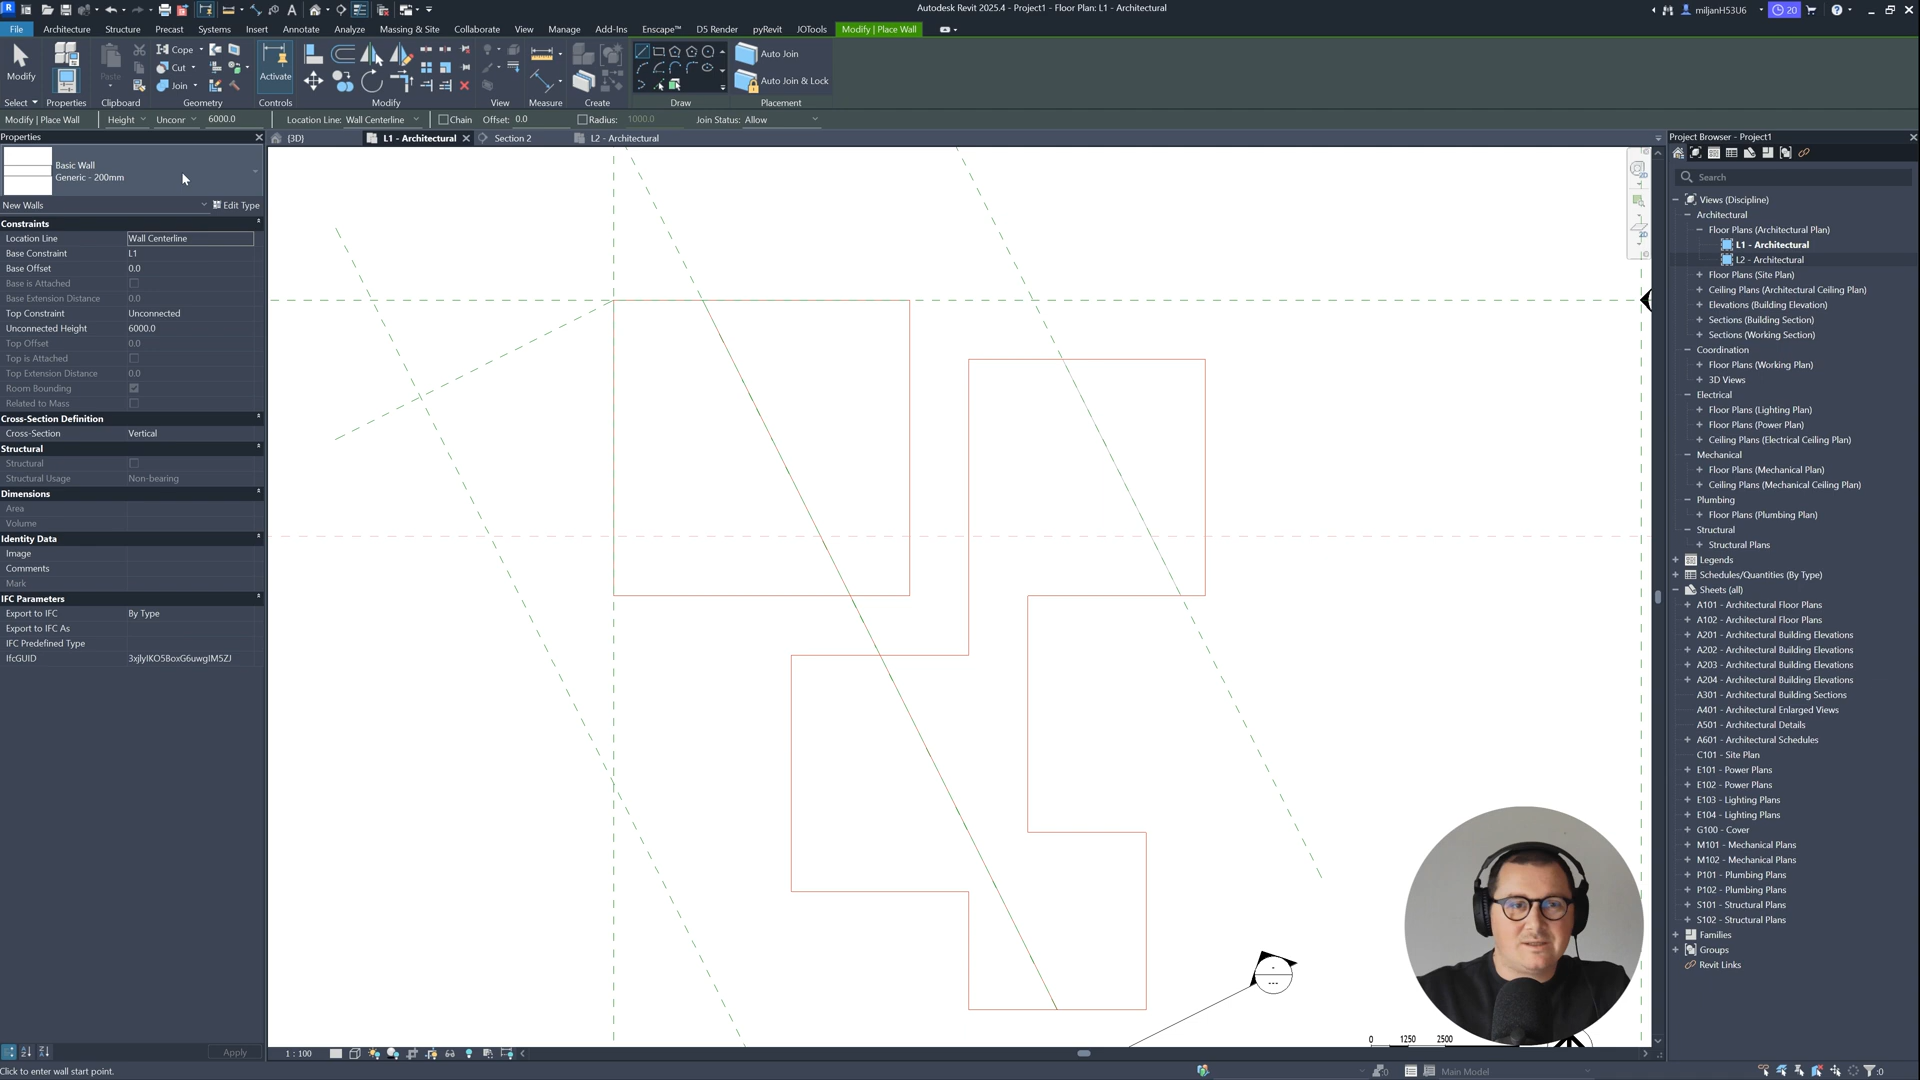 Autodesk Revit 2025.4 - Project1 - Floor Plan: L1 - Architectural
miljanH53U6
20
File Architecture Structure Precast Systems Insert Annotate Analyze Massing & Site Collaborate View Manage Add-Ins Enscape™ D5 Render pyRevit JOTools Modify | Place Wall
Modify
Paste
Cope
Cut
Join
Activate
Auto Join
Auto Join & Lock
Select Properties Clipboard Geometry Controls Modify View Measure Create Draw Placement
Modify | Place Wall Height Unconr 6000.0 Location Line: Wall Centerline Chain Offset: 0.0 Radius: 1000.0 Join Status: Allow
Properties
{3D} L1 - Architectural Section 2 L2 - Architectural
Basic Wall
Generic - 200mm
New Walls Edit Type
Constraints
Location Line Wall Centerline
Base Constraint L1
Base Offset 0.0
Base is Attached
Base Extension Distance 0.0
Top Constraint Unconnected
Unconnected Height 6000.0
Top Offset 0.0
Top is Attached
Top Extension Distance 0.0
Room Bounding
Related to Mass
Cross-Section Definition
Cross-Section Vertical
Structural
Structural
Structural Usage Non-bearing
Dimensions
Area
Volume
Identity Data
Image
Comments
Mark
IFC Parameters
Export to IFC By Type
Export to IFC As
IFC Predefined Type
IfcGUID 3xjlyIKO5BoxG6uwgIM5ZJ
Apply
Project Browser - Project1
Search
Views (Discipline)
Architectural
Floor Plans (Architectural Plan)
L1 - Architectural
L2 - Architectural
Floor Plans (Site Plan)
Ceiling Plans (Architectural Ceiling Plan)
Elevations (Building Elevation)
Sections (Building Section)
Sections (Working Section)
Coordination
Floor Plans (Working Plan)
3D Views
Electrical
Floor Plans (Lighting Plan)
Floor Plans (Power Plan)
Ceiling Plans (Electrical Ceiling Plan)
Mechanical
Floor Plans (Mechanical Plan)
Ceiling Plans (Mechanical Ceiling Plan)
Plumbing
Floor Plans (Plumbing Plan)
Structural
Structural Plans
Legends
Schedules/Quantities (By Type)
Sheets (all)
A101 - Architectural Floor Plans
A102 - Architectural Floor Plans
A201 - Architectural Building Elevations
A202 - Architectural Building Elevations
A203 - Architectural Building Elevations
A204 - Architectural Building Elevations
A301 - Architectural Building Sections
A401 - Architectural Enlarged Views
A501 - Architectural Details
A601 - Architectural Schedules
C101 - Site Plan
E101 - Power Plans
E102 - Power Plans
E103 - Lighting Plans
E104 - Lighting Plans
G100 - Cover
M101 - Mechanical Plans
M102 - Mechanical Plans
P101 - Plumbing Plans
P102 - Plumbing Plans
S101 - Structural Plans
S102 - Structural Plans
Families
Groups
Revit Links
0 1250 2500
1 : 100
Click to enter wall start point.
:0 Main Model :0